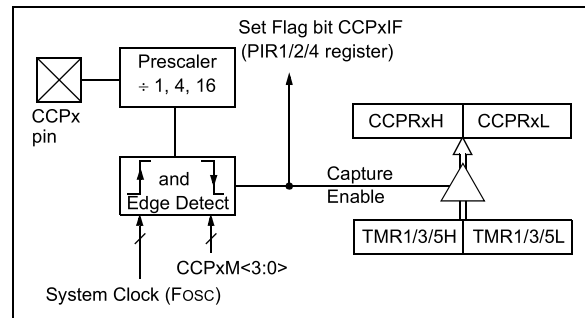 Set Flag bit CCPxIF
(PIR1/2/4 register)
Prescaler
÷ 1, 4, 16
CCPx
pin
CCPRxH
CCPRxL
and
Edge Detect
Capture
Enable
TMR1/3/5H
TMR1/3/5L
CCPxM<3:0>
System Clock (FOSC)